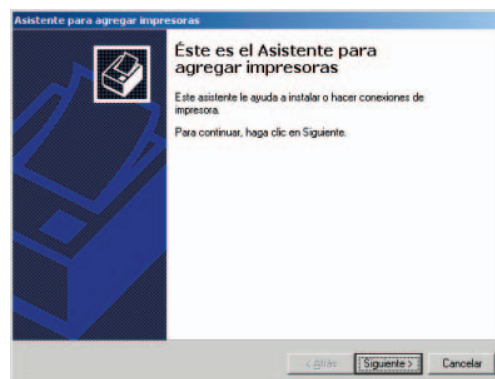 Asistente para agregar impresoras
Éste es el Asistente para
agregar impresoras
Este asistente le ayuda a instalar o hacer conexiones de
impresora.
Para continuar, haga clic en Siguiente.
< Atrás Siguiente > Cancelar